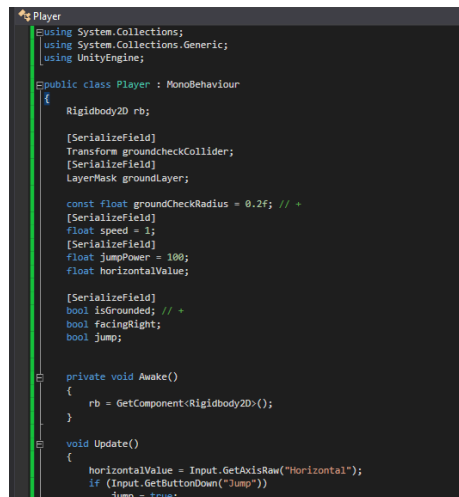 Player
using System.Collections;
using System.Collections.Generic;
using UnityEngine;
public class Player : MonoBehaviour
{
Rigidbody2D rb;
[SerializeField]
Transform groundcheckCollider;
[SerializeField]
LayerMask groundLayer;
const float groundCheckRadius = 0.2f; // +
[SerializeField]
float speed = 1;
[SerializeField]
float jumpPower = 100;
float horizontalValue;
[SerializeField]
bool isGrounded; // +
bool facingRight;
bool jump;
private void Awake()
{
rb = GetComponent<Rigidbody2D>();
}
void Update()
{
horizontalValue = Input.GetAxisRaw("Horizontal");
if (Input.GetButtonDown("Jump"))
jump = true;